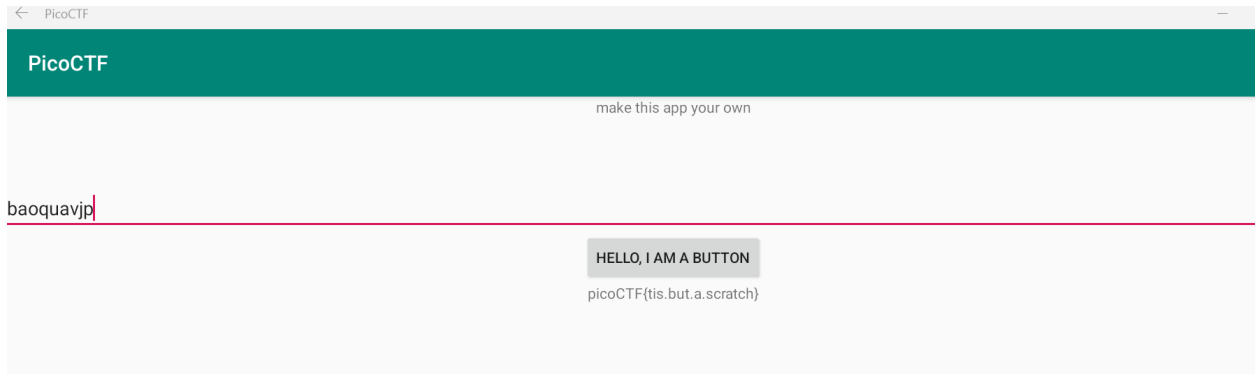 PicoCTF
PicoCTF
make this app your own
baoquavjp
HELLO, I AM A BUTTON
picoCTF{tis.but.a.scratch}